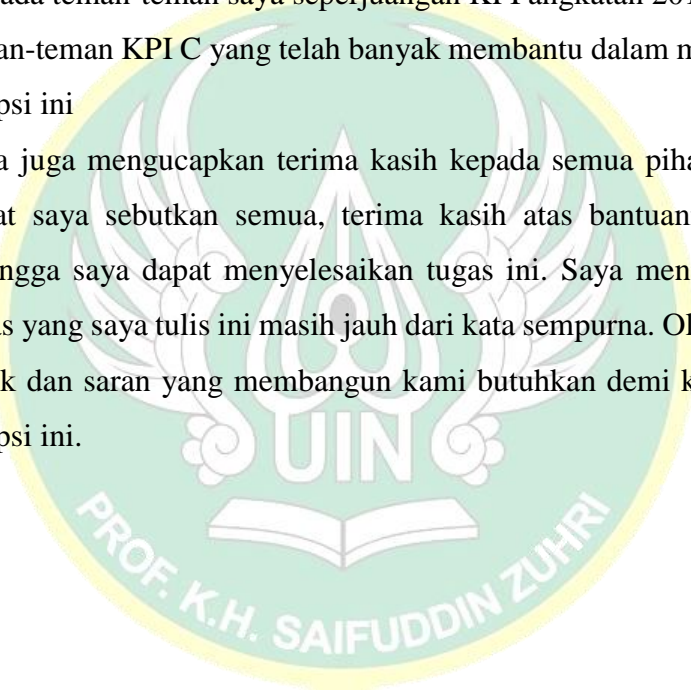 ada teman-teman saya seperjuangan KPI angkatan 201
an-teman KPI C yang telah banyak membantu dalam m
psi ini
a juga mengucapkan terima kasih kepada semua piha
at saya sebutkan semua, terima kasih atas bantuan
ngga saya dapat menyelesaikan tugas ini. Saya men
as yang saya tulis ini masih jauh dari kata sempurna. Ol
k dan saran yang membangun kami butuhkan demi k
psi ini.
UIN
PROF. K.H. SAIFUDDIN ZUHRI